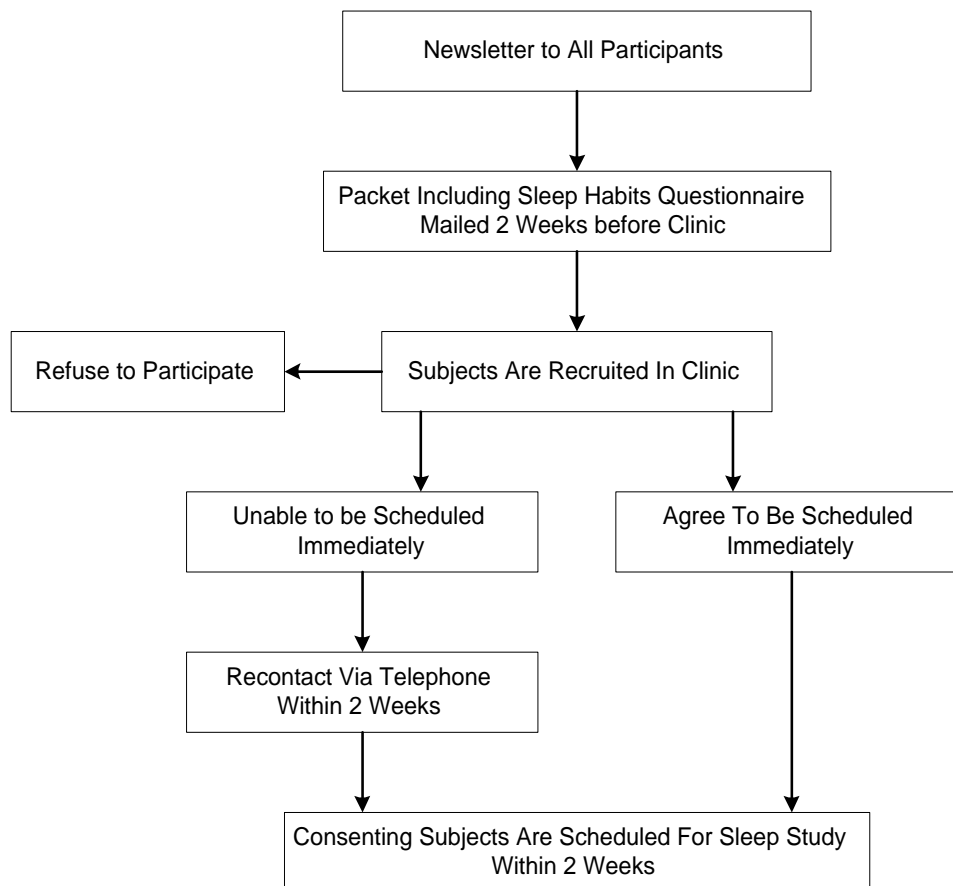 Newsletter to All Participants
Packet Including Sleep Habits Questionnaire
Mailed 2 Weeks before Clinic
Refuse to Participate
Subjects Are Recruited In Clinic
Unable to be Scheduled
Immediately
Agree To Be Scheduled
Immediately
Recontact Via Telephone
Within 2 Weeks
Consenting Subjects Are Scheduled For Sleep Study
Within 2 Weeks